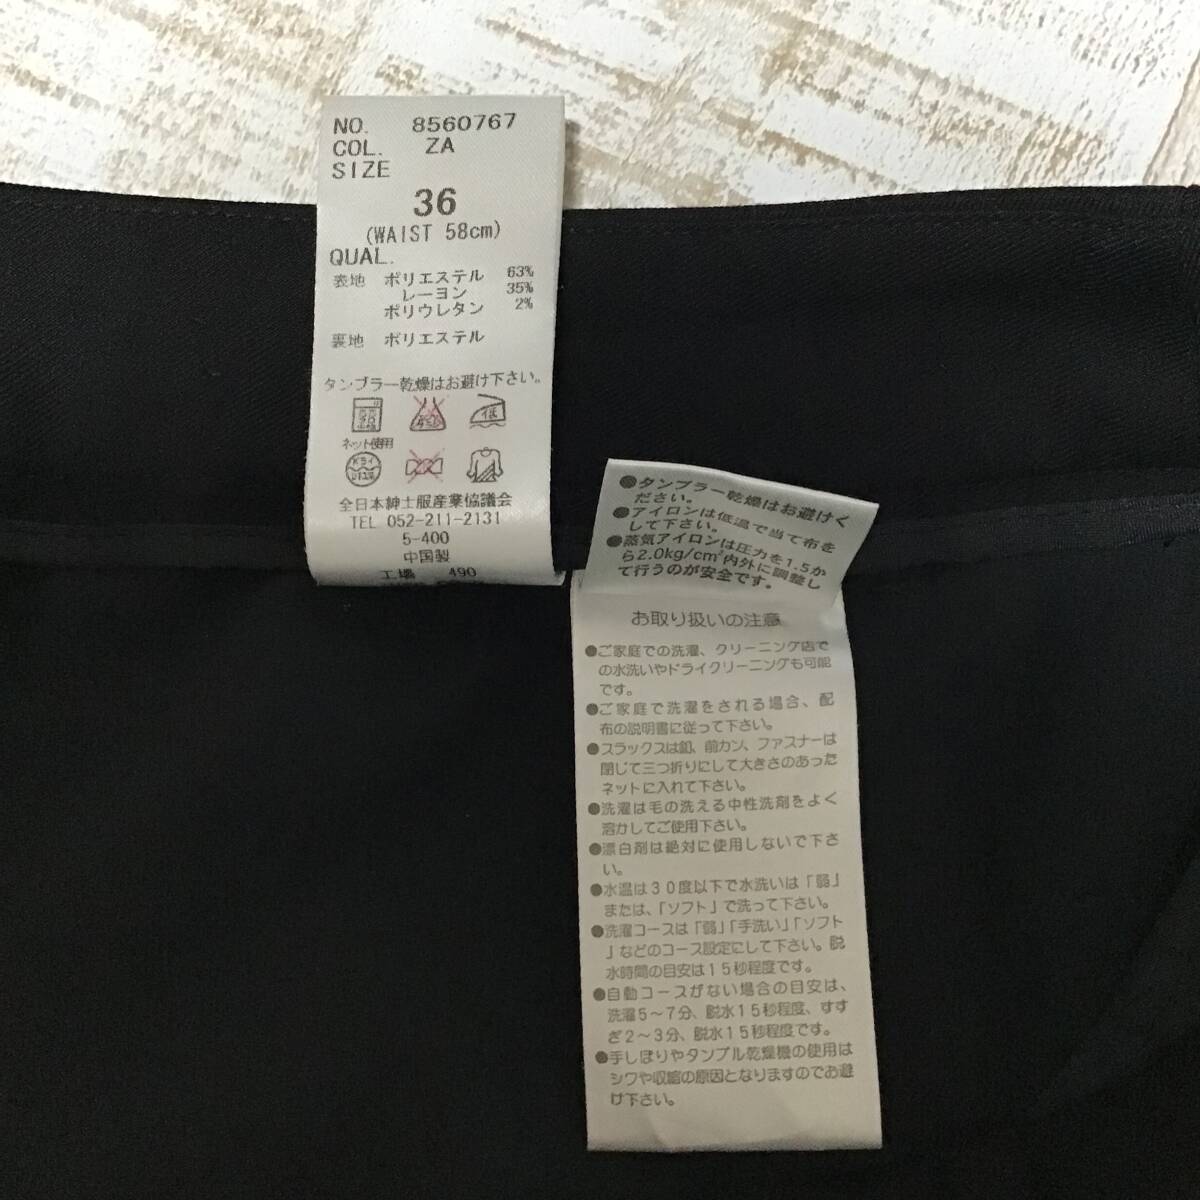 NO. 8560767
COL. ZA
SIZE
36
(WAIST 58cm)
QUAL.
表地 ポリエステル 63%
レーヨン 35%
ポリウレタン 2%
裏地 ポリエステル
タンブラー乾燥はお避け下さい。
低
ネット使用
ドライ
全日本紳士服産業協議会
TEL 052-211-2131
5-400
中国製
工場 490
●タンブラー乾燥はお避けく
ださい。
●アイロンは低温で当て布を
して下さい。
●蒸気アイロンは圧力を1.5か
ら2.0kg/c㎡内外に調整し
て行うのが安全です。
お取り扱いの注意
●ご家庭での洗濯、クリーニング店で
の水洗いやドライクリーニングも可能
です。
●ご家庭で洗濯をされる場合、配
布の説明書に従って下さい。
●スラックスは釦、前カン、ファスナーは
閉じて三つ折りにして大きさのあった
ネットに入れて下さい。
●洗濯は毛の洗える中性洗剤をよく
溶かしてご使用下さい。
●漂白剤は絶対に使用しないで下さ
い。
●水温は30度以下で水洗いは「弱」
または、「ソフト」で洗って下さい。
●洗濯コースは「弱」「手洗い」「ソフト
」などのコース設定にして下さい。脱
水時間の目安は15秒程度です。
●自動コースがない場合の目安は、
洗濯5〜7分、脱水15秒程度、すす
ぎ2〜3分、脱水15秒程度です。
●手しぼりやタンブル乾燥機の使用は
シワや収縮の原因となりますのでお避
け下さい。